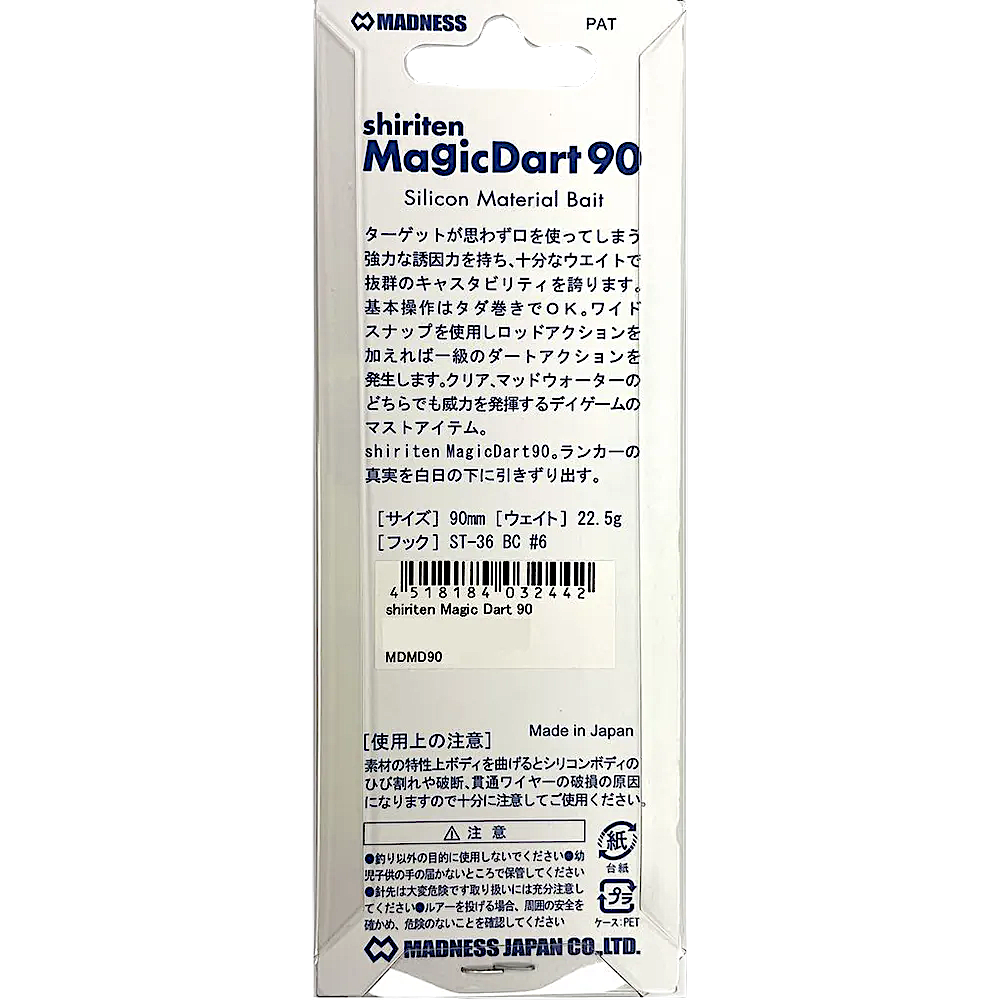 MADNESS PAT
shiriten
MagicDart 90
Silicon Material Bait
ターゲットが思わず口を使ってしまう
強力な誘因力を持ち、十分なウエイトで
抜群のキャスタビリティを誇ります。
基本操作はタダ巻きでOK。ワイド
スナップを使用しロッドアクションを
加えれば一級のダートアクションを
発生します。クリア、マッドウォーターの
どちらでも威力を発揮するデイゲームの
マストアイテム。
shiriten MagicDart90。ランカーの
真実を白日の下に引きずり出す。
[サイズ] 90mm [ウェイト] 22.5g
[フック] ST-36 BC #6
4 518184 032442
shiriten Magic Dart 90
MDMD90
Made in Japan
[使用上の注意]
素材の特性上ボディを曲げるとシリコンボディの
ひび割れや破断、貫通ワイヤーの破損の原因
になりますので十分に注意してご使用ください。
⚠ 注 意
●釣り以外の目的に使用しないでください●幼
児子供の手の届かないところで保管してください
●針先は大変危険です取り扱いには充分注意し
てください●ルアーを投げる場合、周囲の安全を
確かめ、危険のないことを確認してください
紙
台紙
プラ
ケース:PET
MADNESS JAPAN CO.,LTD.